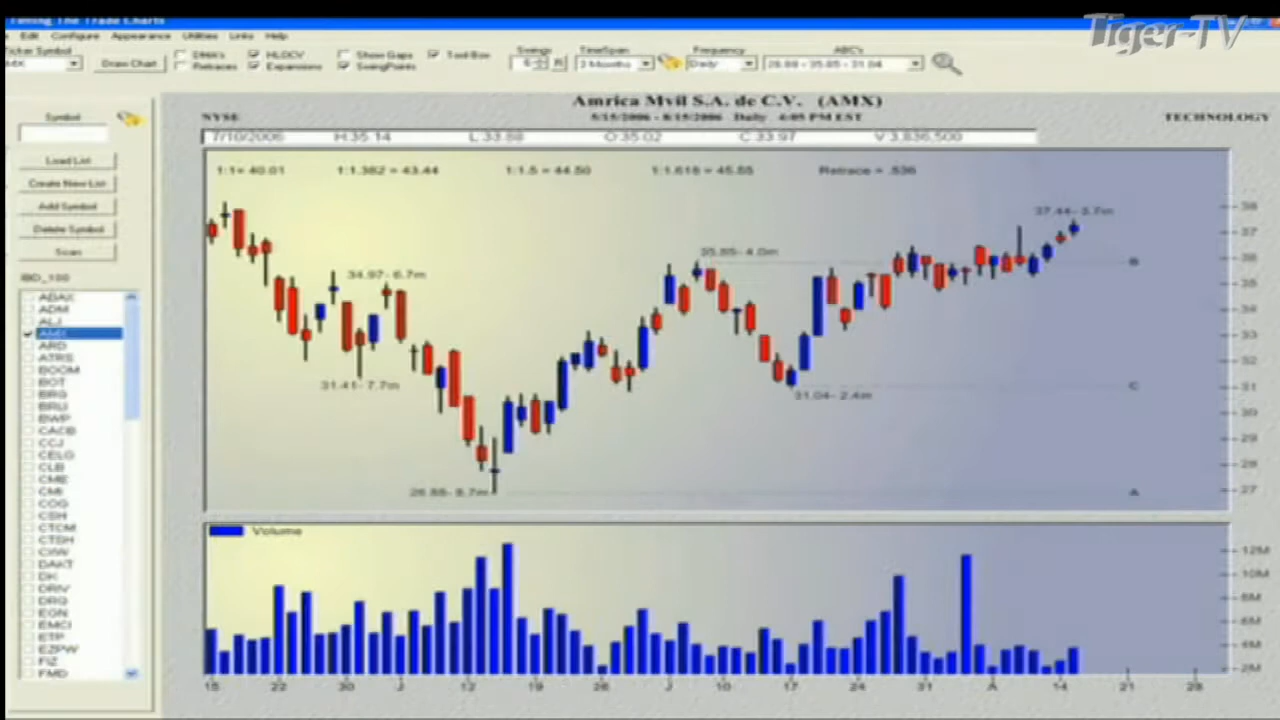 Timing The Trade Charts
Tiger-TV
Edit Configure Appearance Utilities Links Help
Ticker Symbol
AMX
Draw Chart
DMA's
Retraces
HLOCV
Expansions
Show Gaps
SwingPoints
Tool Box
Swings
6
TimeSpan
3 Months
Frequency
Daily
ABC's
26.88 - 35.85 - 31.04
Amrica Mvil S.A. de C.V. (AMX)
NYSE
5/15/2006 - 8/15/2006 Daily 4:05 PM EST
TECHNOLOGY
7/10/2006 H:35.14 L:33.88 O:35.02 C:33.97 V:3,836,500
1:1= 40.01 1:1.382 = 43.44 1:1.5 = 44.50 1:1.618 = 45.55 Retrace = .536
Symbol
Load List
Create New List
Add Symbol
Delete Symbol
Scan
IBD_100
ADAX
ADM
ALJ
AMX
ARD
ATRS
BOOM
BOT
BRG
BRLI
BWP
CACB
CCJ
CELG
CLB
CME
CMI
COG
CSH
CTCM
CTSH
DAKT
DK
DRIV
DRQ
EGN
EMCI
ETP
EZPW
FIZ
FMD
37.44- 3.7m
35.85- 4.0m
34.97- 6.7m
31.41- 7.7m
31.04- 2.4m
26.88- 8.7m
B
C
A
38
37
36
35
34
33
32
31
30
29
28
27
Volume
12M
10M
8M
6M
4M
2M
15 22 30 J 12 19 26 J 10 17 24 31 A 14 21 28